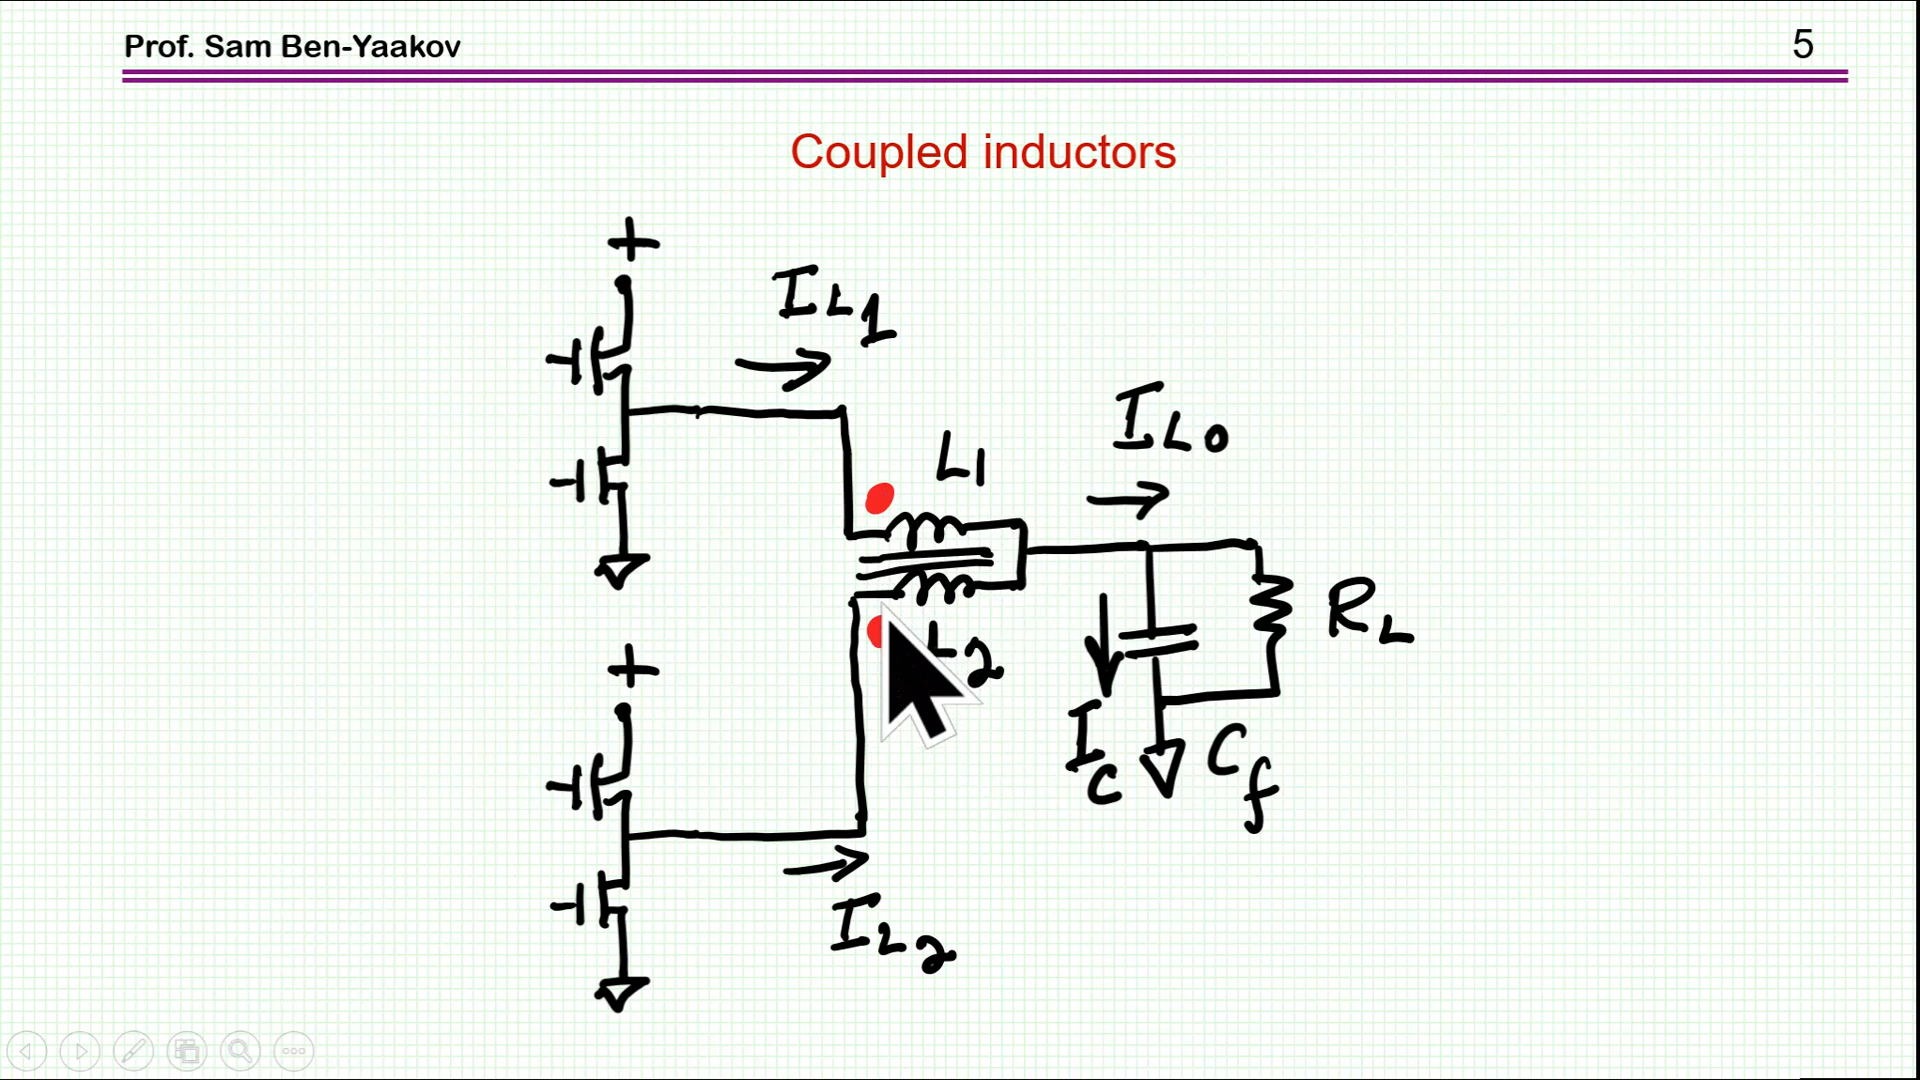 Prof. Sam Ben-Yaakov
5
Coupled inductors
+
IL1
IL0
L1
RL
L2
+
IC
Cf
IL2